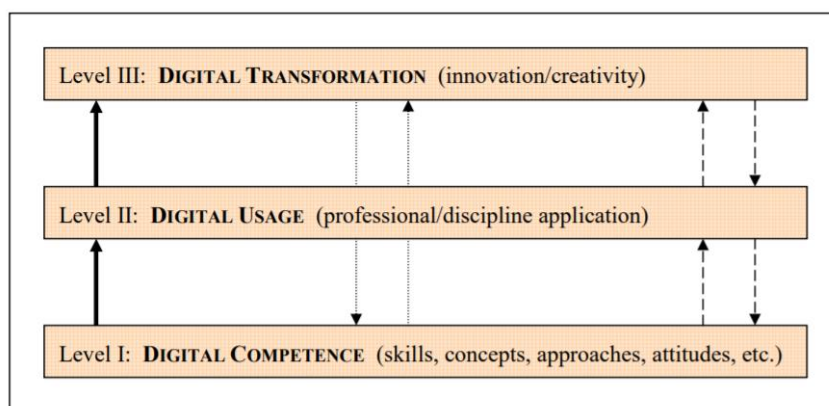 Level III: DIGITAL TRANSFORMATION (innovation/creativity)
Level II: DIGITAL USAGE (professional/discipline application)
Level I: DIGITAL COMPETENCE (skills, concepts, approaches, attitudes, etc.)